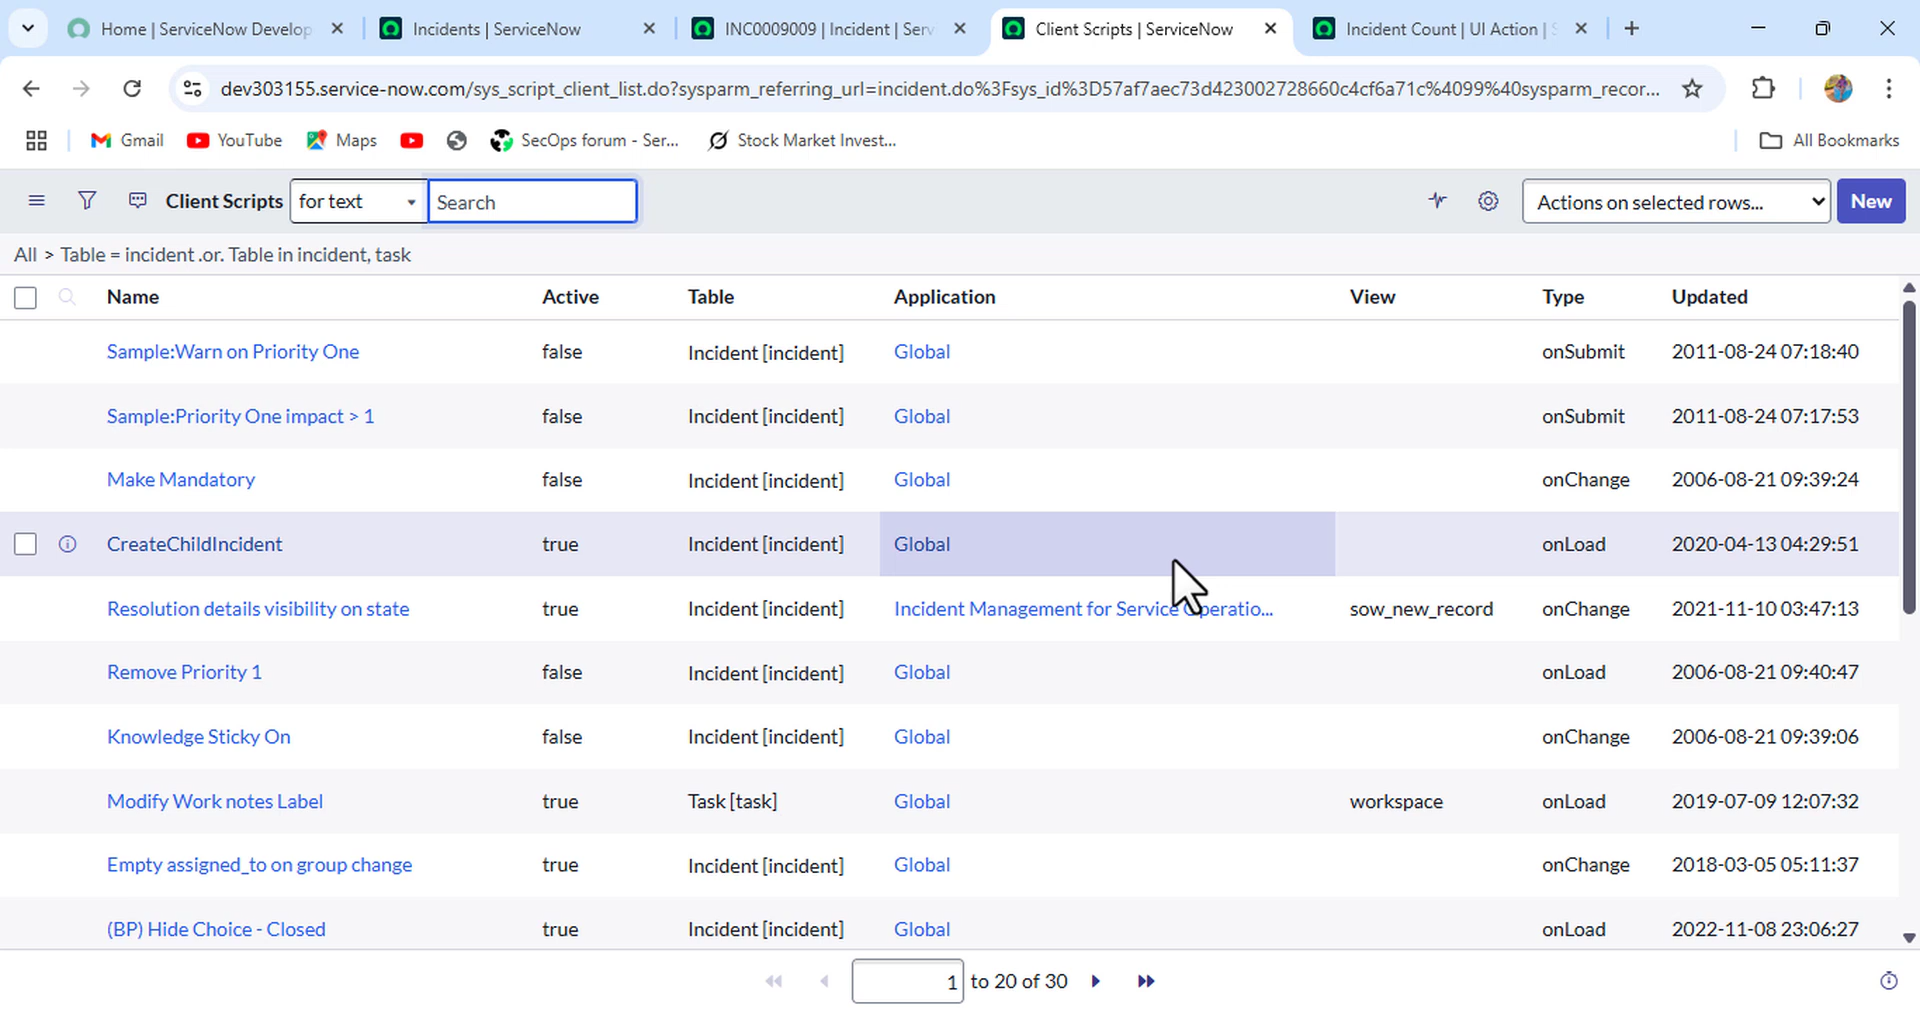 Home | ServiceNow Develop
Incidents | ServiceNow
INC0009009 | Incident | Serv
Client Scripts | ServiceNow
Incident Count | UI Action | S
dev303155.service-now.com/sys_script_client_list.do?sysparm_referring_url=incident.do%3Fsys_id%3D57af7aec73d423002728660c4cf6a71c%4099%40sysparm_recor...
Gmail YouTube Maps SecOps forum - Ser... Stock Market Invest... All Bookmarks
Client Scripts for text Search Actions on selected rows... New
All > Table = incident .or. Table in incident, task
Name Active Table Application View Type Updated
Sample:Warn on Priority One false Incident [incident] Global onSubmit 2011-08-24 07:18:40
Sample:Priority One impact > 1 false Incident [incident] Global onSubmit 2011-08-24 07:17:53
Make Mandatory false Incident [incident] Global onChange 2006-08-21 09:39:24
CreateChildIncident true Incident [incident] Global onLoad 2020-04-13 04:29:51
Resolution details visibility on state true Incident [incident] Incident Management for Service Operatio... sow_new_record onChange 2021-11-10 03:47:13
Remove Priority 1 false Incident [incident] Global onLoad 2006-08-21 09:40:47
Knowledge Sticky On false Incident [incident] Global onChange 2006-08-21 09:39:06
Modify Work notes Label true Task [task] Global workspace onLoad 2019-07-09 12:07:32
Empty assigned_to on group change true Incident [incident] Global onChange 2018-03-05 05:11:37
(BP) Hide Choice - Closed true Incident [incident] Global onLoad 2022-11-08 23:06:27
1 to 20 of 30